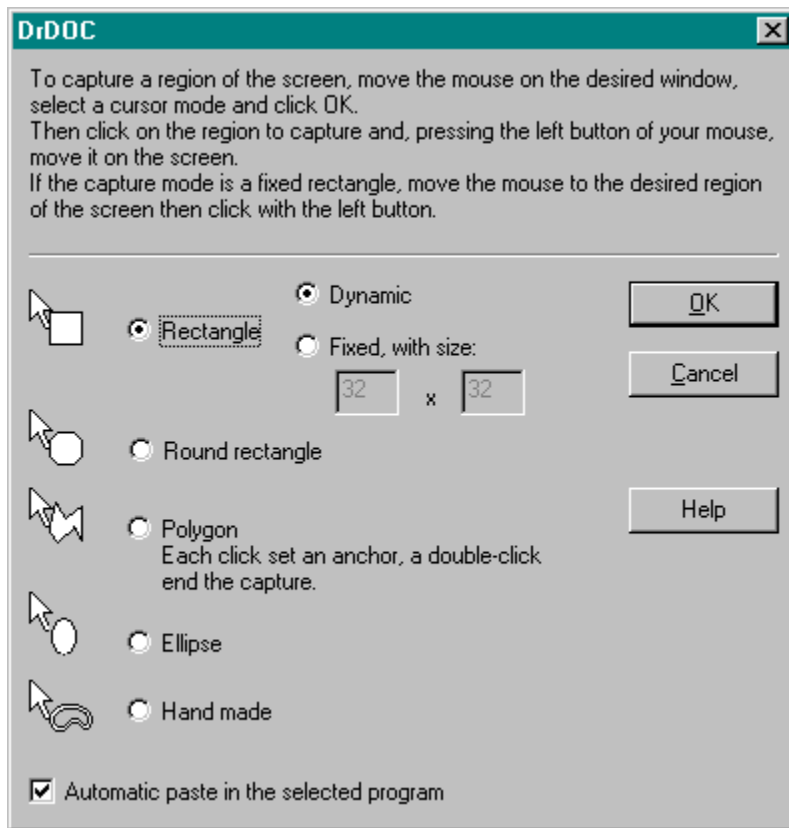 DrDOC
To capture a region of the screen, move the mouse on the desired window,
select a cursor mode and click OK.
Then click on the region to capture and, pressing the left button of your mouse,
move it on the screen.
If the capture mode is a fixed rectangle, move the mouse to the desired region
of the screen then click with the left button.
Rectangle
Dynamic
Fixed, with size:
32 x 32
OK
Cancel
Round rectangle
Polygon
Each click set an anchor, a double-click
end the capture.
Help
Ellipse
Hand made
Automatic paste in the selected program